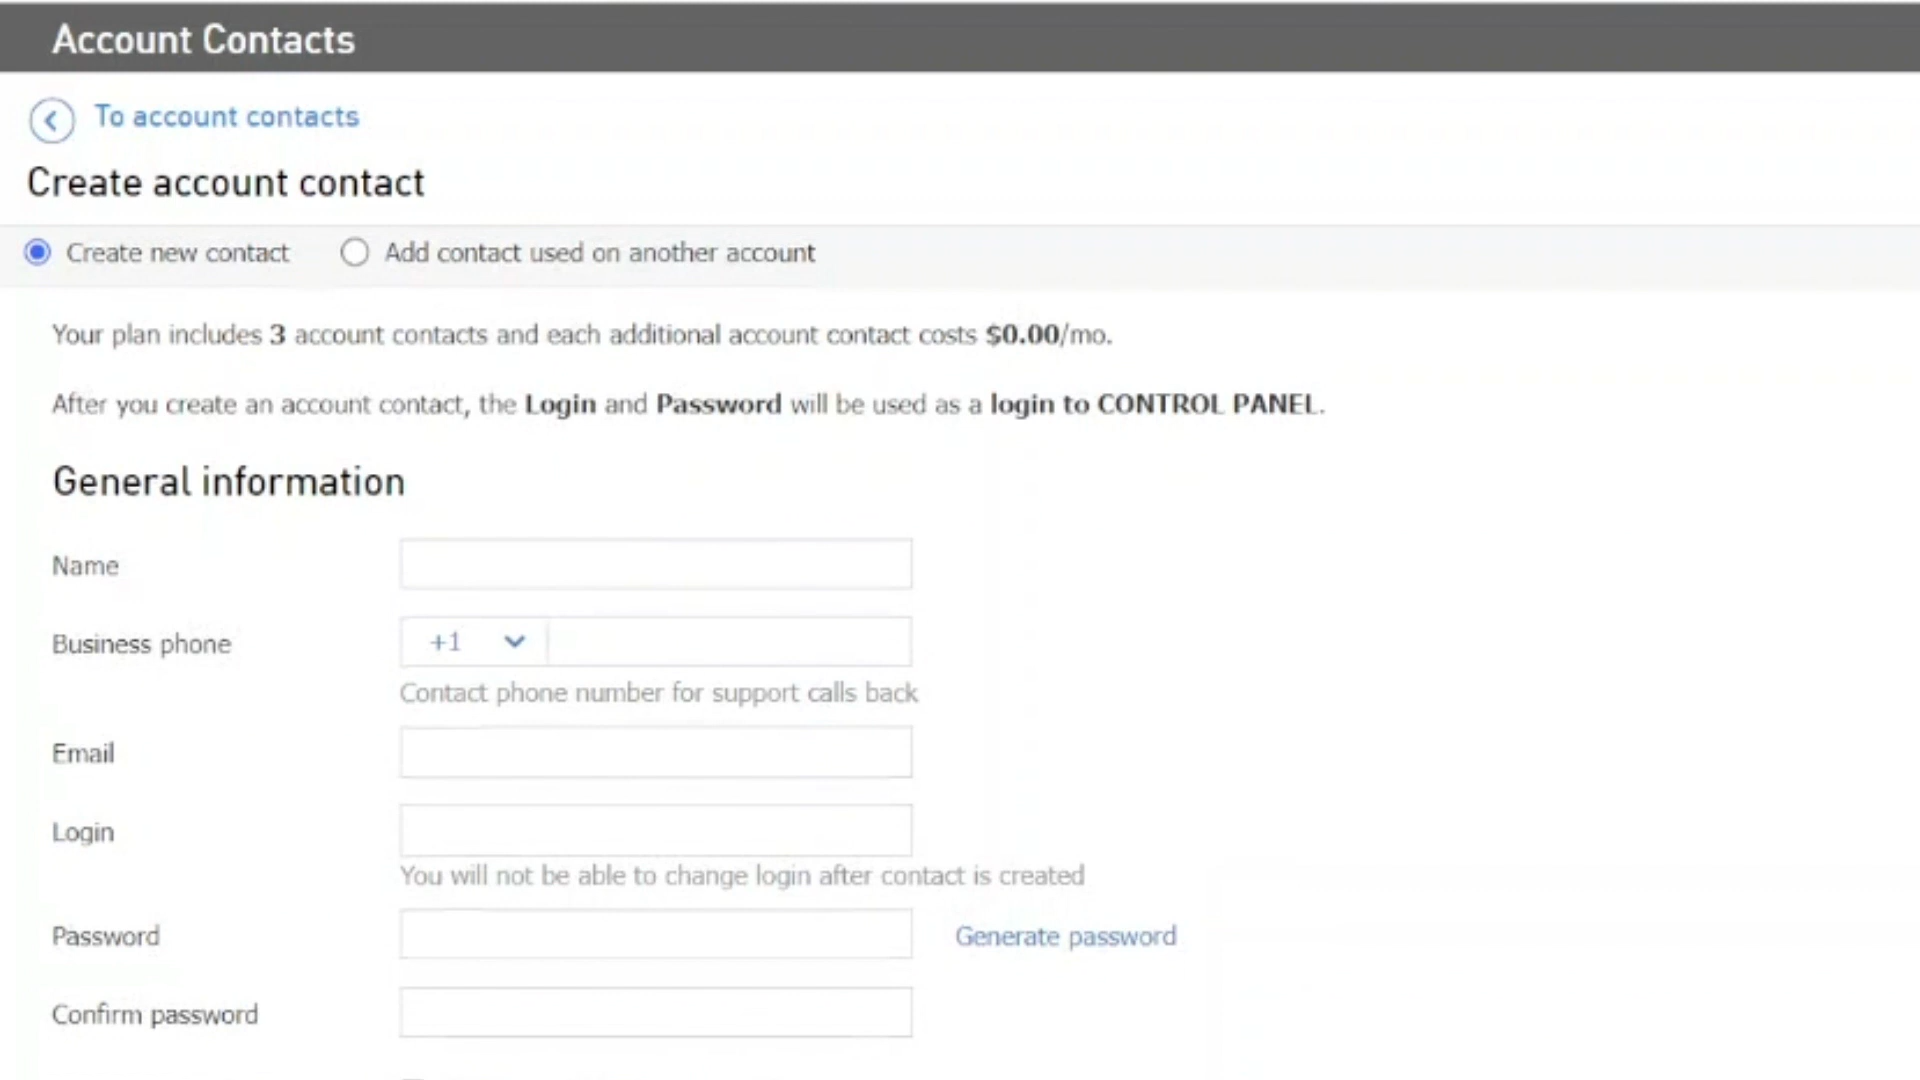 Account Contacts
To account contacts
Create account contact
Create new contact Add contact used on another account
Your plan includes 3 account contacts and each additional account contact costs $0.00/mo.
After you create an account contact, the Login and Password will be used as a login to CONTROL PANEL.
General information
Name
Business phone +1
Contact phone number for support calls back
Email
Login
You will not be able to change login after contact is created
Password Generate password
Confirm password